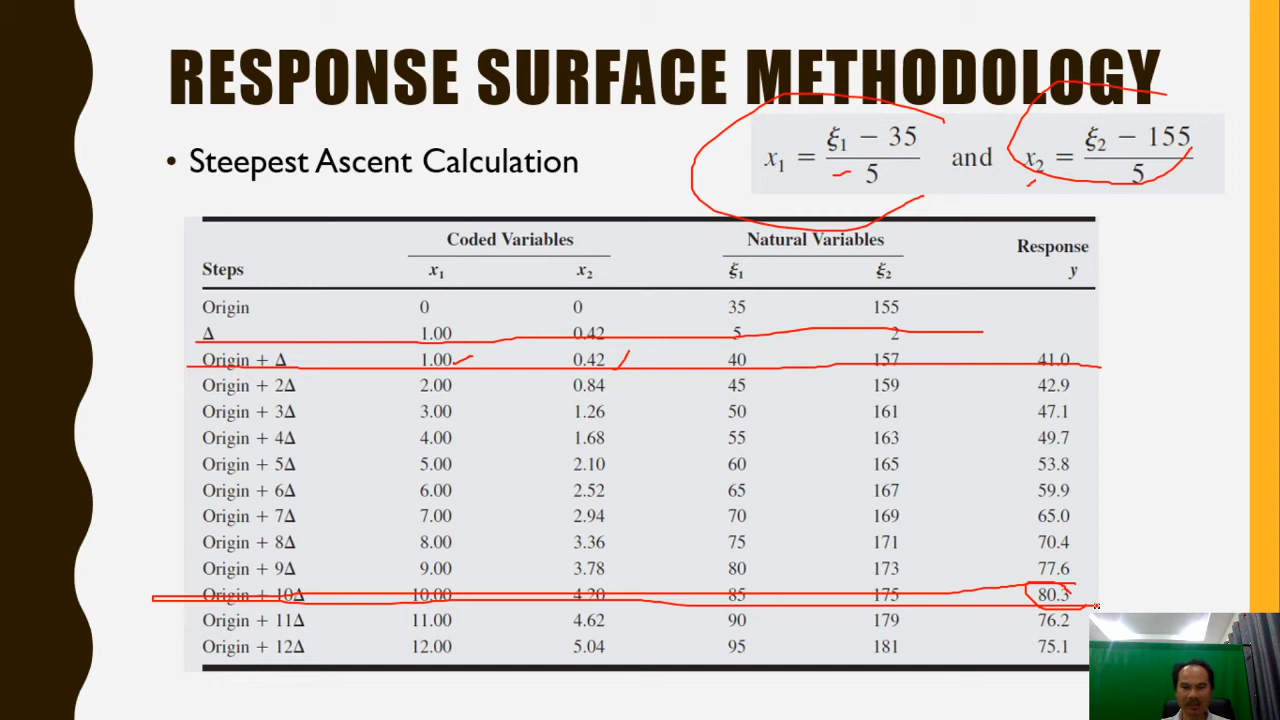 RESPONSE SURFACE METHODOLOGY
• Steepest Ascent Calculation
x₁ = (ξ₁ − 35)/5 and x₂ = (ξ₂ − 155)/5
Coded Variables Natural Variables Response
Steps x₁ x₂ ξ₁ ξ₂ y
Origin 0 0 35 155
Δ 1.00 0.42 5 2
Origin + Δ 1.00 0.42 40 157 41.0
Origin + 2Δ 2.00 0.84 45 159 42.9
Origin + 3Δ 3.00 1.26 50 161 47.1
Origin + 4Δ 4.00 1.68 55 163 49.7
Origin + 5Δ 5.00 2.10 60 165 53.8
Origin + 6Δ 6.00 2.52 65 167 59.9
Origin + 7Δ 7.00 2.94 70 169 65.0
Origin + 8Δ 8.00 3.36 75 171 70.4
Origin + 9Δ 9.00 3.78 80 173 77.6
Origin + 10Δ 10.00 4.20 85 175 80.3
Origin + 11Δ 11.00 4.62 90 179 76.2
Origin + 12Δ 12.00 5.04 95 181 75.1